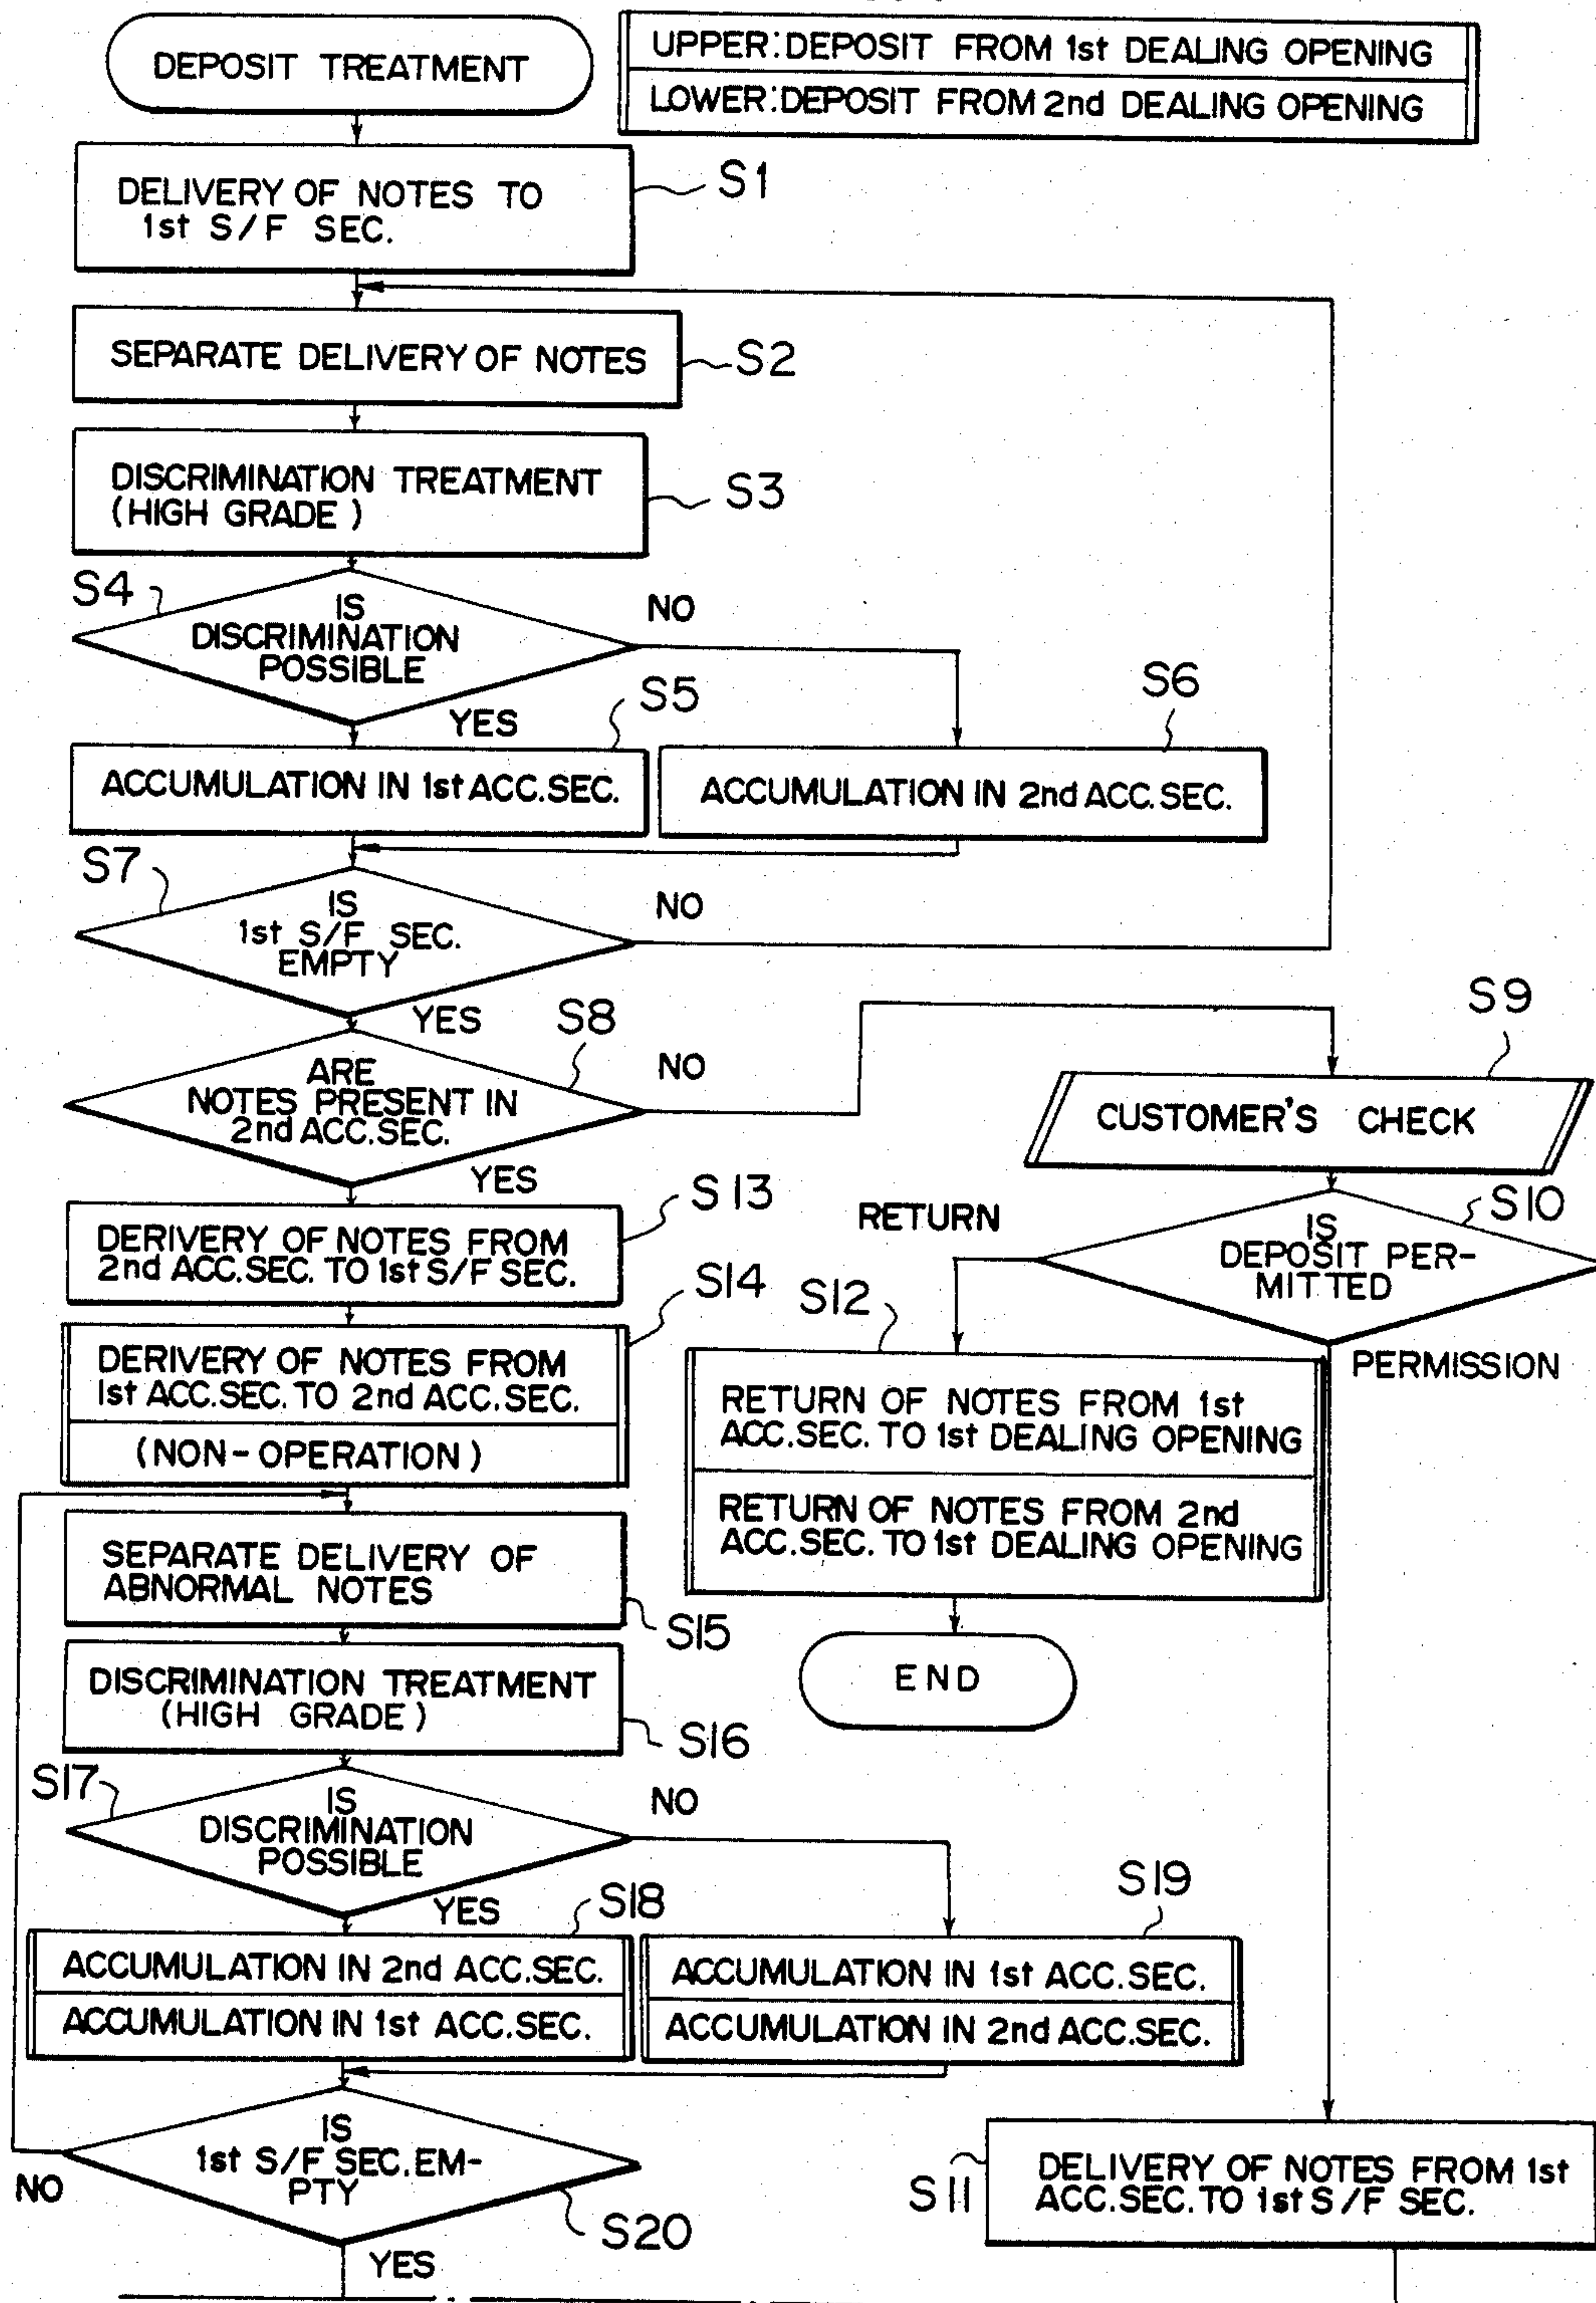 DEPOSIT TREATMENT
UPPER:DEPOSIT FROM 1st DEALING OPENING
LOWER:DEPOSIT FROM 2nd DEALING OPENING
DELIVERY OF NOTES TO
1st S/F SEC.
S1
SEPARATE DELIVERY OF NOTES
S2
DISCRIMINATION TREATMENT
(HIGH GRADE)
S3
S4
IS
DISCRIMINATION
POSSIBLE
NO
YES
S5
S6
ACCUMULATION IN 1st ACC.SEC.
ACCUMULATION IN 2nd ACC.SEC.
S7
IS
1st S/F SEC.
EMPTY
NO
YES
S8
ARE
NOTES PRESENT IN
2nd ACC.SEC.
NO
YES
S9
CUSTOMER'S CHECK
S10
IS
DEPOSIT PER-
MITTED
RETURN
PERMISSION
S13
DERIVERY OF NOTES FROM
2nd ACC.SEC. TO 1st S/F SEC.
S14
DERIVERY OF NOTES FROM
1st ACC.SEC. TO 2nd ACC.SEC.
(NON-OPERATION)
S12
RETURN OF NOTES FROM 1st
ACC.SEC. TO 1st DEALING OPENING
RETURN OF NOTES FROM 2nd
ACC.SEC. TO 1st DEALING OPENING
END
SEPARATE DELIVERY OF
ABNORMAL NOTES
S15
DISCRIMINATION TREATMENT
(HIGH GRADE)
S16
S17
IS
DISCRIMINATION
POSSIBLE
NO
YES
S18
S19
ACCUMULATION IN 2nd ACC.SEC.
ACCUMULATION IN 1st ACC.SEC.
ACCUMULATION IN 1st ACC.SEC.
ACCUMULATION IN 2nd ACC.SEC.
IS
1st S/F SEC.EM-
PTY
NO
S20
YES
S11
DELIVERY OF NOTES FROM 1st
ACC.SEC. TO 1st S/F SEC.